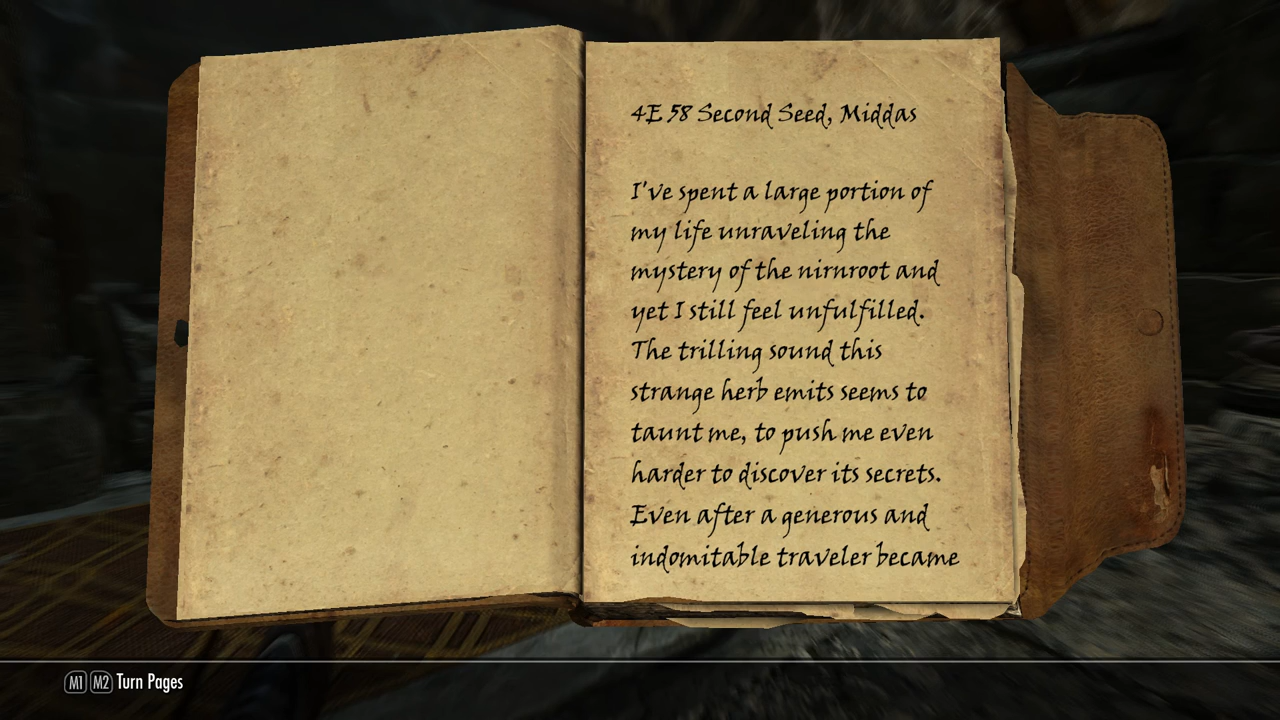 4E 58 Second Seed, Middas
I've spent a large portion of
my life unraveling the
mystery of the nirnroot and
yet I still feel unfulfilled.
The trilling sound this
strange herb emits seems to
taunt me, to push me even
harder to discover its secrets.
Even after a generous and
indomitable traveler became
M1 M2 Turn Pages